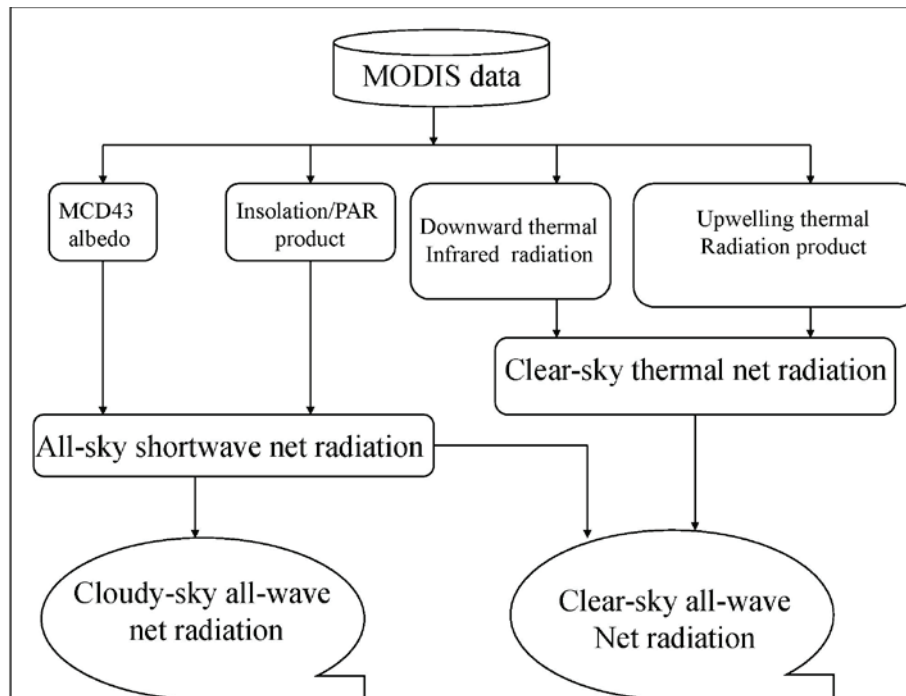 MODIS data
MCD43
albedo
Insolation/PAR
product
Downward thermal
Infrared radiation
Upwelling thermal
Radiation product
Clear-sky thermal net radiation
All-sky shortwave net radiation
Cloudy-sky all-wave
net radiation
Clear-sky all-wave
Net radiation